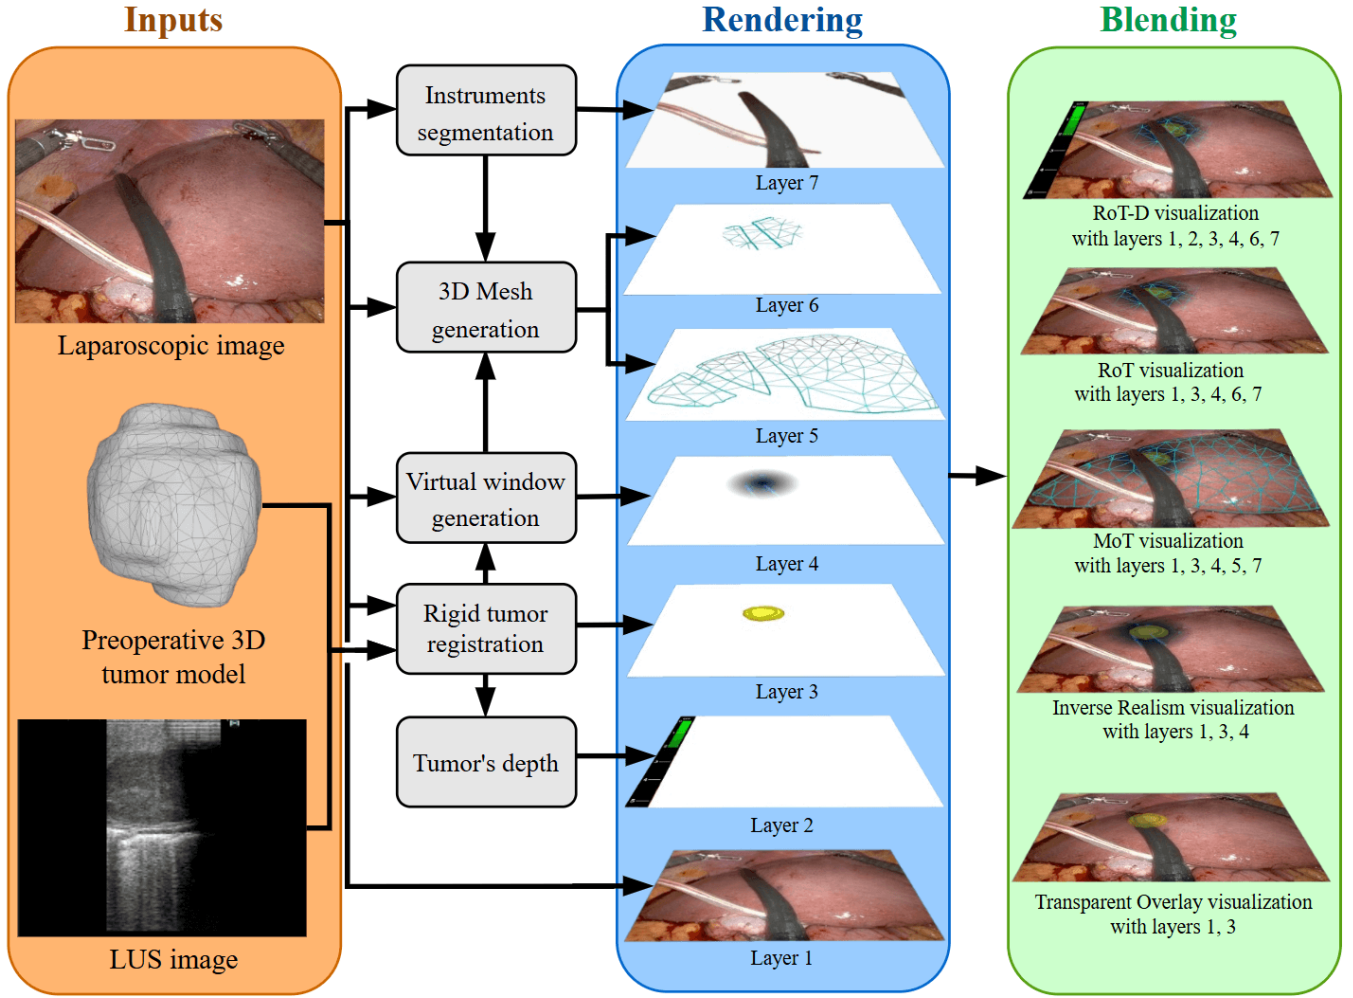 Inputs
Rendering
Blending
Laparoscopic image
Preoperative 3D
tumor model
LUS image
Instruments
segmentation
3D Mesh
generation
Virtual window
generation
Rigid tumor
registration
Tumor's depth
Layer 7
Layer 6
Layer 5
Layer 4
Layer 3
Layer 2
Layer 1
RoT-D visualization
with layers 1, 2, 3, 4, 6, 7
RoT visualization
with layers 1, 3, 4, 6, 7
MoT visualization
with layers 1, 3, 4, 5, 7
Inverse Realism visualization
with layers 1, 3, 4
Transparent Overlay visualization
with layers 1, 3